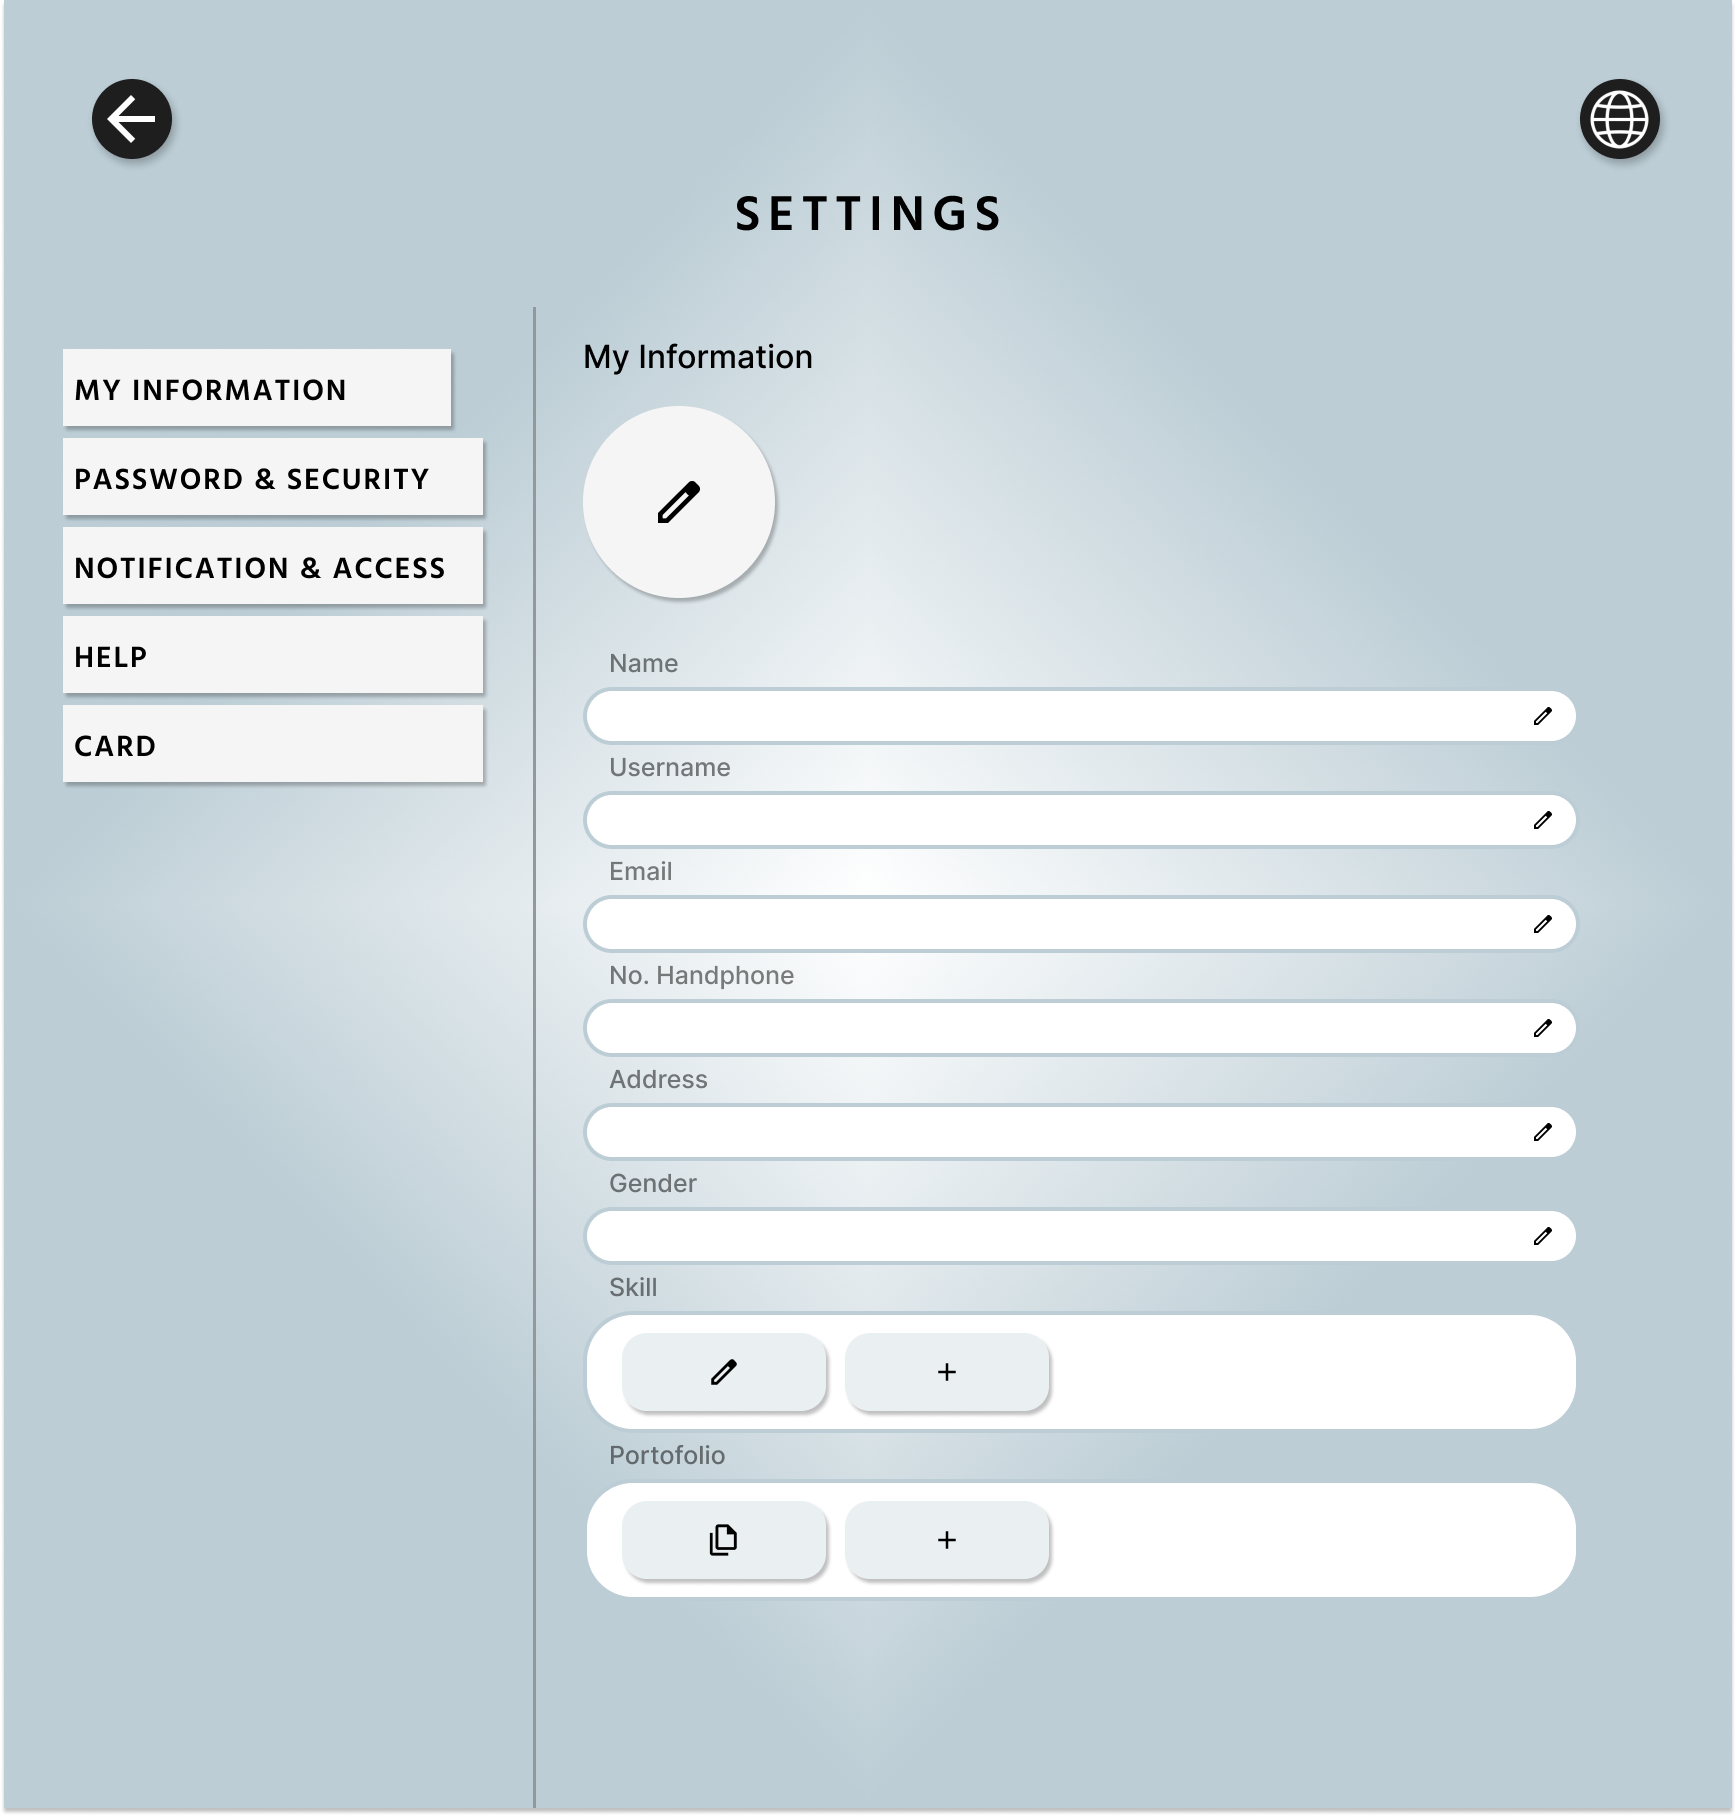 SETTINGS
MY INFORMATION
PASSWORD & SECURITY
NOTIFICATION & ACCESS
HELP
CARD
My Information
Name
Username
Email
No. Handphone
Address
Gender
Skill
Portofolio